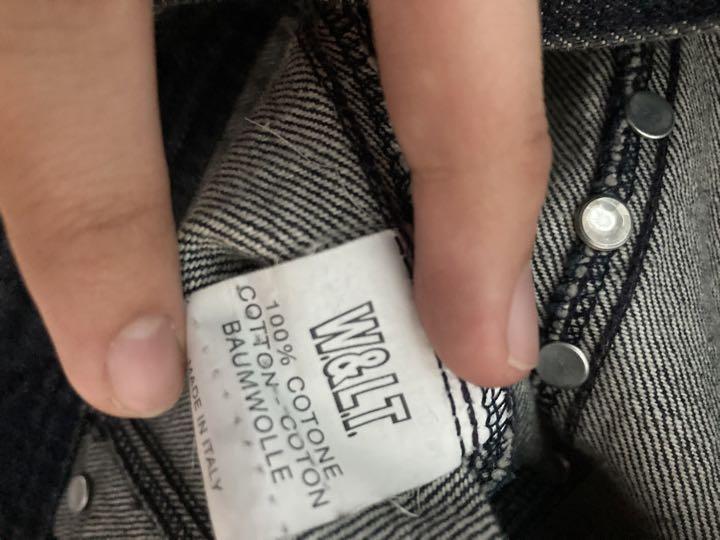 W.&L.T.
100% COTONE
COTTON - COTON
BAUMWOLLE
MADE IN ITALY